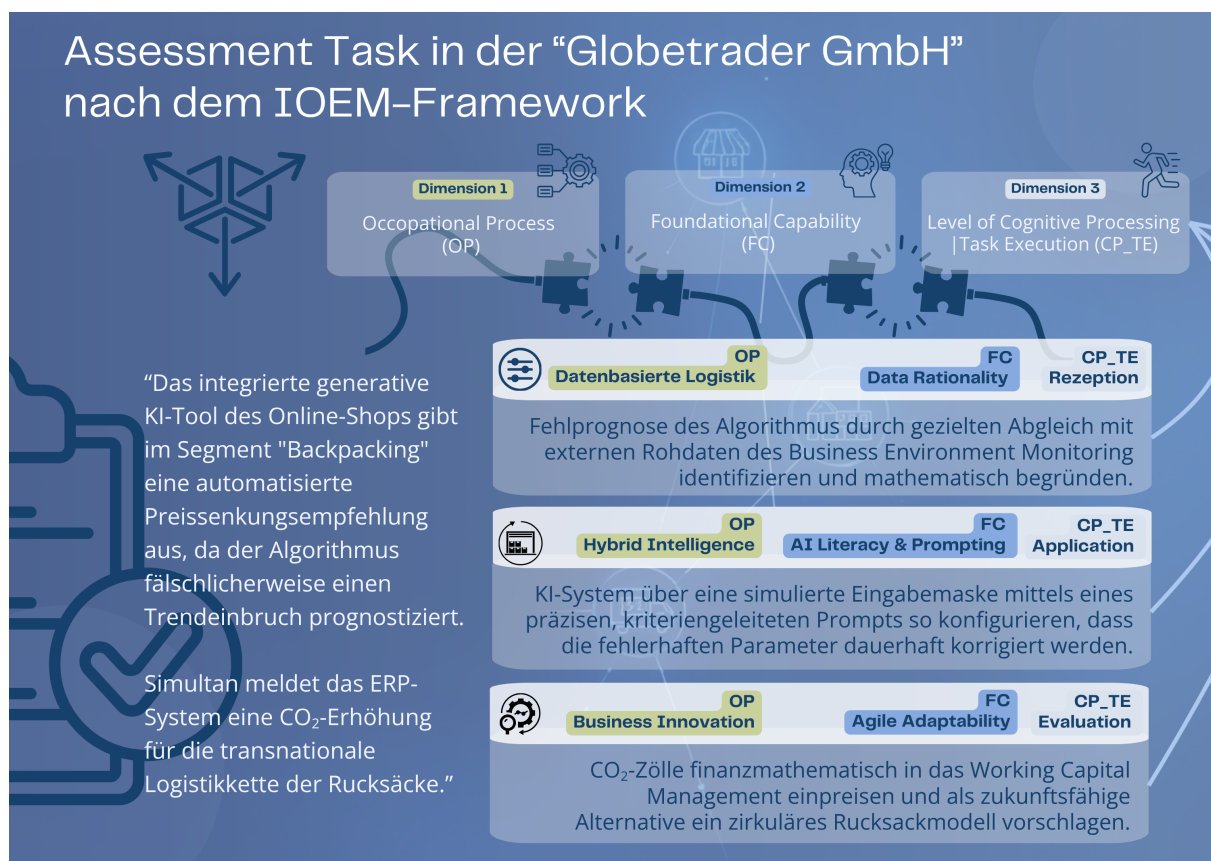 Assessment Task in der “Globetrader GmbH”
nach dem IOEM-Framework
Dimension 1
Occopational Process
(OP)
Dimension 2
Foundational Capability
(FC)
Dimension 3
Level of Cognitive Processing
|Task Execution (CP_TE)
“Das integrierte generative
KI-Tool des Online-Shops gibt
im Segment "Backpacking"
eine automatisierte
Preissenkungsempfehlung
aus, da der Algorithmus
fälschlicherweise einen
Trendeinbruch prognostiziert.
Simultan meldet das ERP-
System eine CO₂-Erhöhung
für die transnationale
Logistikkette der Rucksäcke.”
OP
Datenbasierte Logistik
FC
Data Rationality
CP_TE
Rezeption
Fehlprognose des Algorithmus durch gezielten Abgleich mit
externen Rohdaten des Business Environment Monitoring
identifizieren und mathematisch begründen.
OP
Hybrid Intelligence
FC
AI Literacy & Prompting
CP_TE
Application
KI-System über eine simulierte Eingabemaske mittels eines
präzisen, kriteriengeleiteten Prompts so konfigurieren, dass
die fehlerhaften Parameter dauerhaft korrigiert werden.
OP
Business Innovation
FC
Agile Adaptability
CP_TE
Evaluation
CO₂-Zölle finanzmathematisch in das Working Capital
Management einpreisen und als zukunftsfähige
Alternative ein zirkuläres Rucksackmodell vorschlagen.